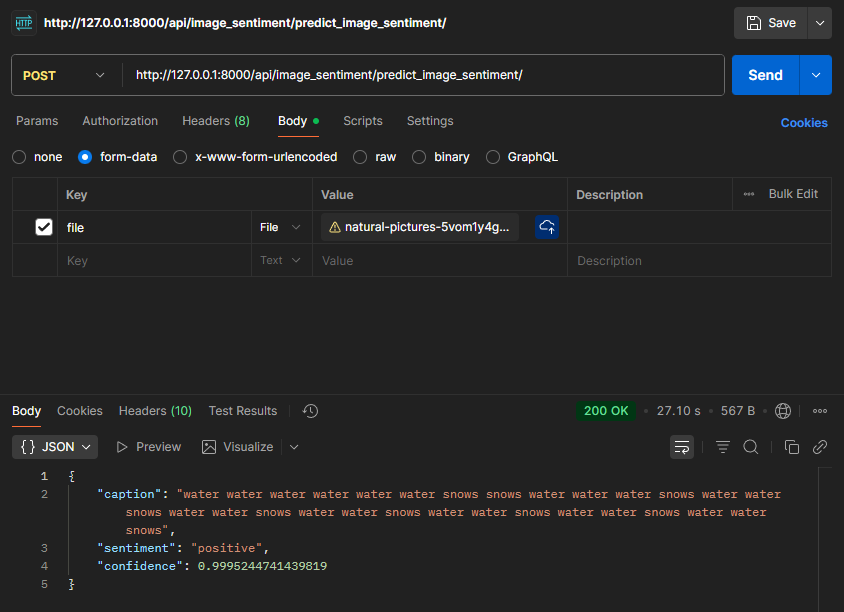 HTTP http://127.0.0.1:8000/api/image_sentiment/predict_image_sentiment/ Save
POST http://127.0.0.1:8000/api/image_sentiment/predict_image_sentiment/ Send
Params Authorization Headers (8) Body Scripts Settings Cookies
none form-data x-www-form-urlencoded raw binary GraphQL
Key Value Description Bulk Edit
file File natural-pictures-5vom1y4g...
Key Text Value Description
Body Cookies Headers (10) Test Results 200 OK 27.10 s 567 B
{} JSON Preview Visualize
1 {
2 "caption": "water water water water water water snows snows water water water snows water water
snows water water snows water water snows water water snows water water snows water water
snows",
3 "sentiment": "positive",
4 "confidence": 0.9995244741439819
5 }